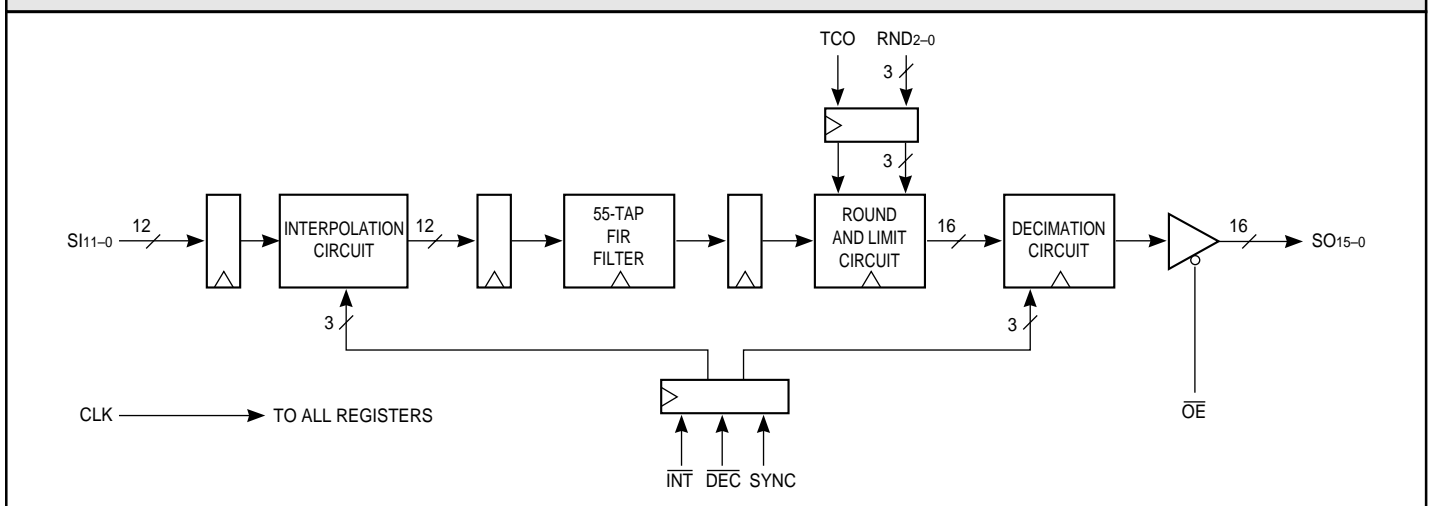 TCO RND2–0
3
3
SI11–0 12 INTERPOLATION CIRCUIT 12 55-TAP FIR FILTER ROUND AND LIMIT CIRCUIT 16 DECIMATION CIRCUIT 16 SO15–0
3 3
CLK TO ALL REGISTERS
OE
INT DEC SYNC